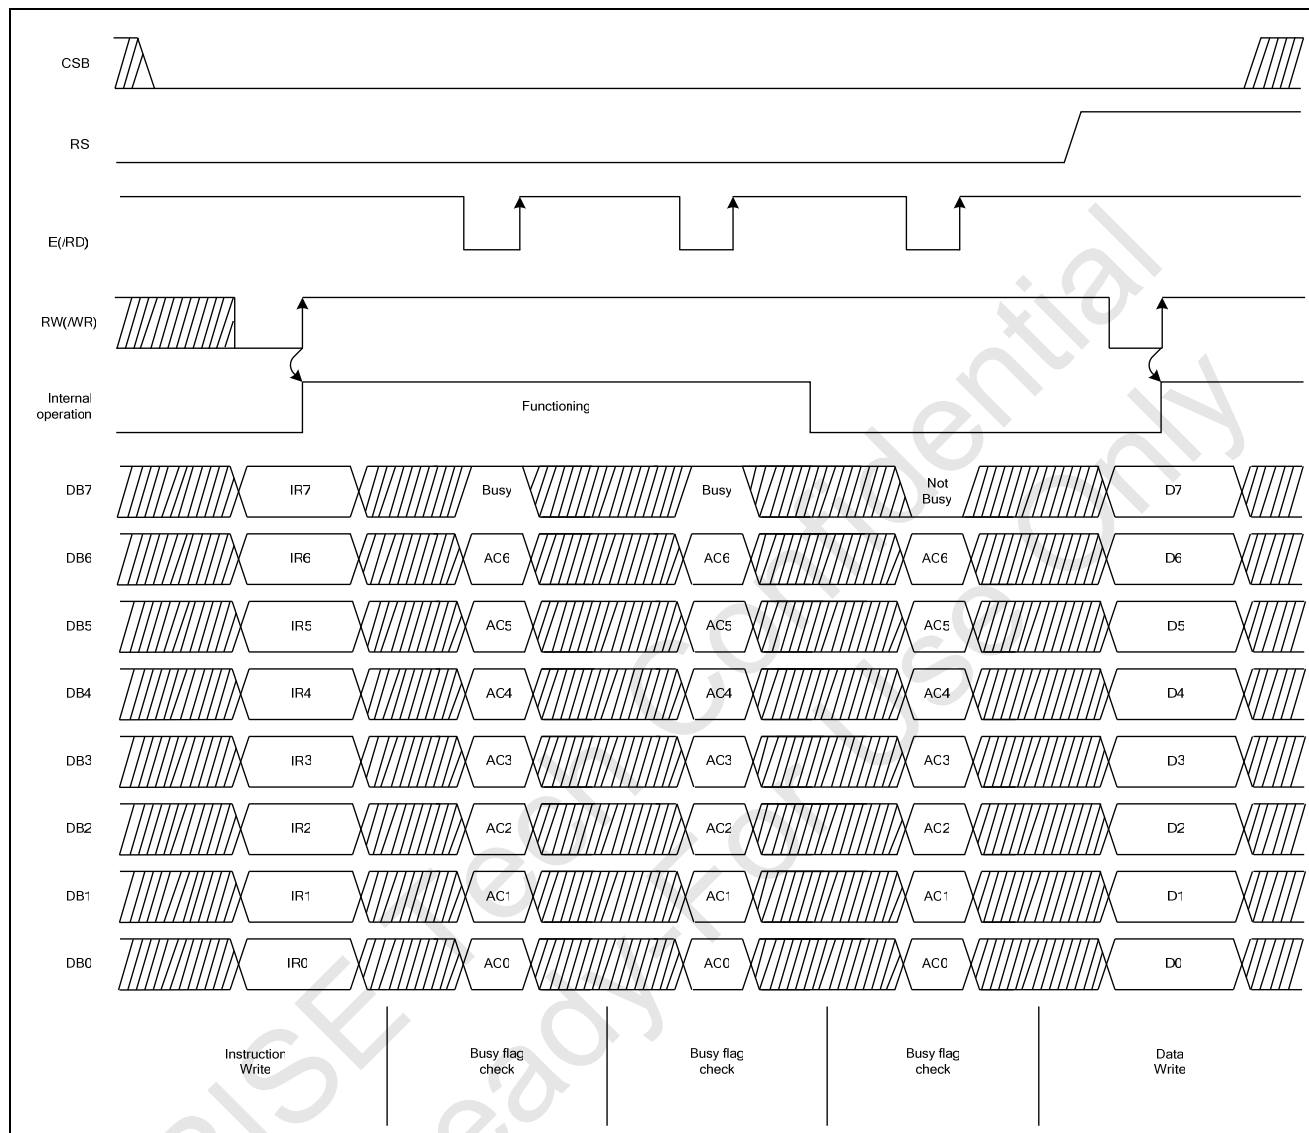 CSB
RS
E(/RD)
RW(/WR)
Internal
operation
Functioning
DB7
IR7
Busy
Busy
Not
Busy
D7
DB6
IR6
AC6
AC6
AC6
D6
DB5
IR5
AC5
AC5
AC5
D5
DB4
IR4
AC4
AC4
AC4
D4
DB3
IR3
AC3
AC3
AC3
D3
DB2
IR2
AC2
AC2
AC2
D2
DB1
IR1
AC1
AC1
AC1
D1
DB0
IR0
AC0
AC0
AC0
D0
Instruction
Write
Busy flag
check
Busy flag
check
Busy flag
check
Data
Write
Tech Confidential
For Use Only